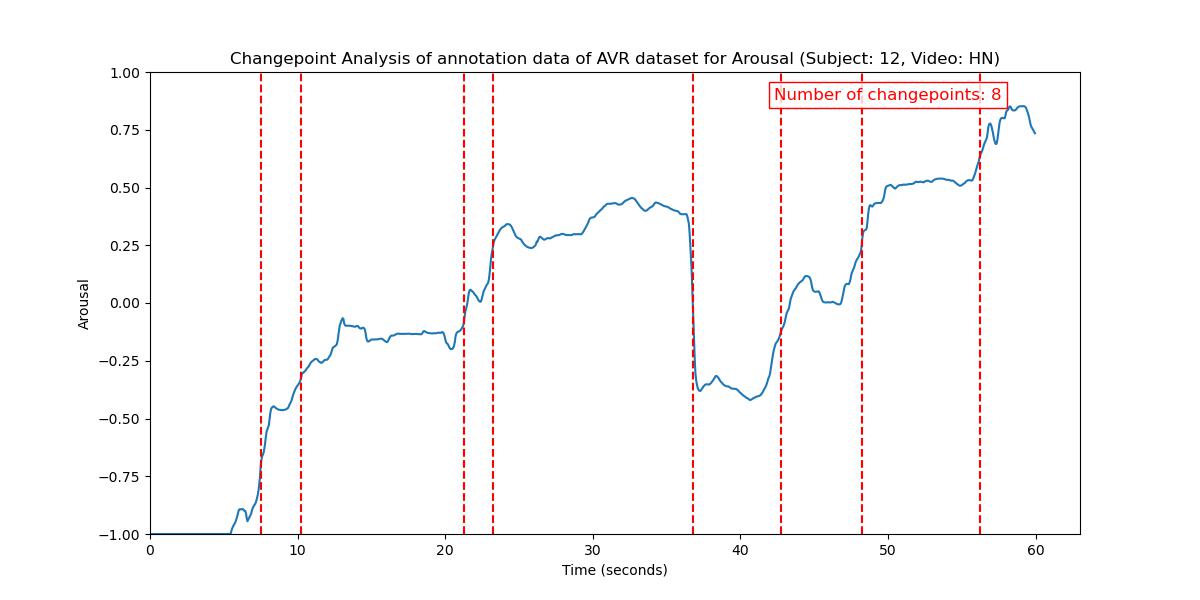 Changepoint Analysis of annotation data of AVR dataset for Arousal (Subject: 12, Video: HN)
Number of changepoints: 8
1.00
0.75
0.50
0.25
0.00
−0.25
−0.50
−0.75
−1.00
Arousal
0 10 20 30 40 50 60
Time (seconds)